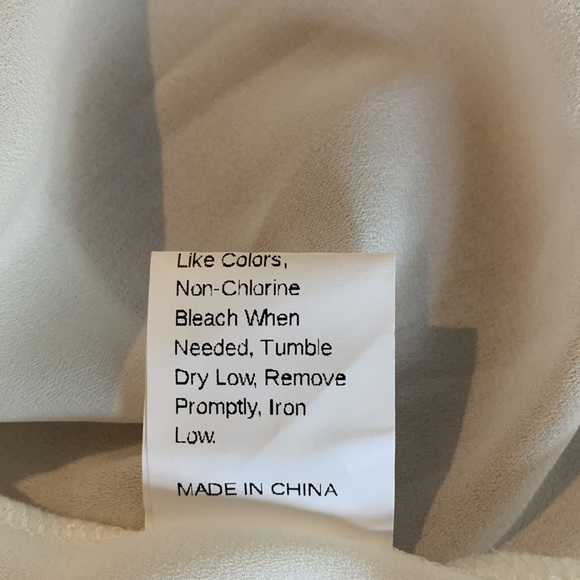 Like Colors,
Non-Chlorine
Bleach When
Needed, Tumble
Dry Low, Remove
Promptly, Iron
Low.
MADE IN CHINA